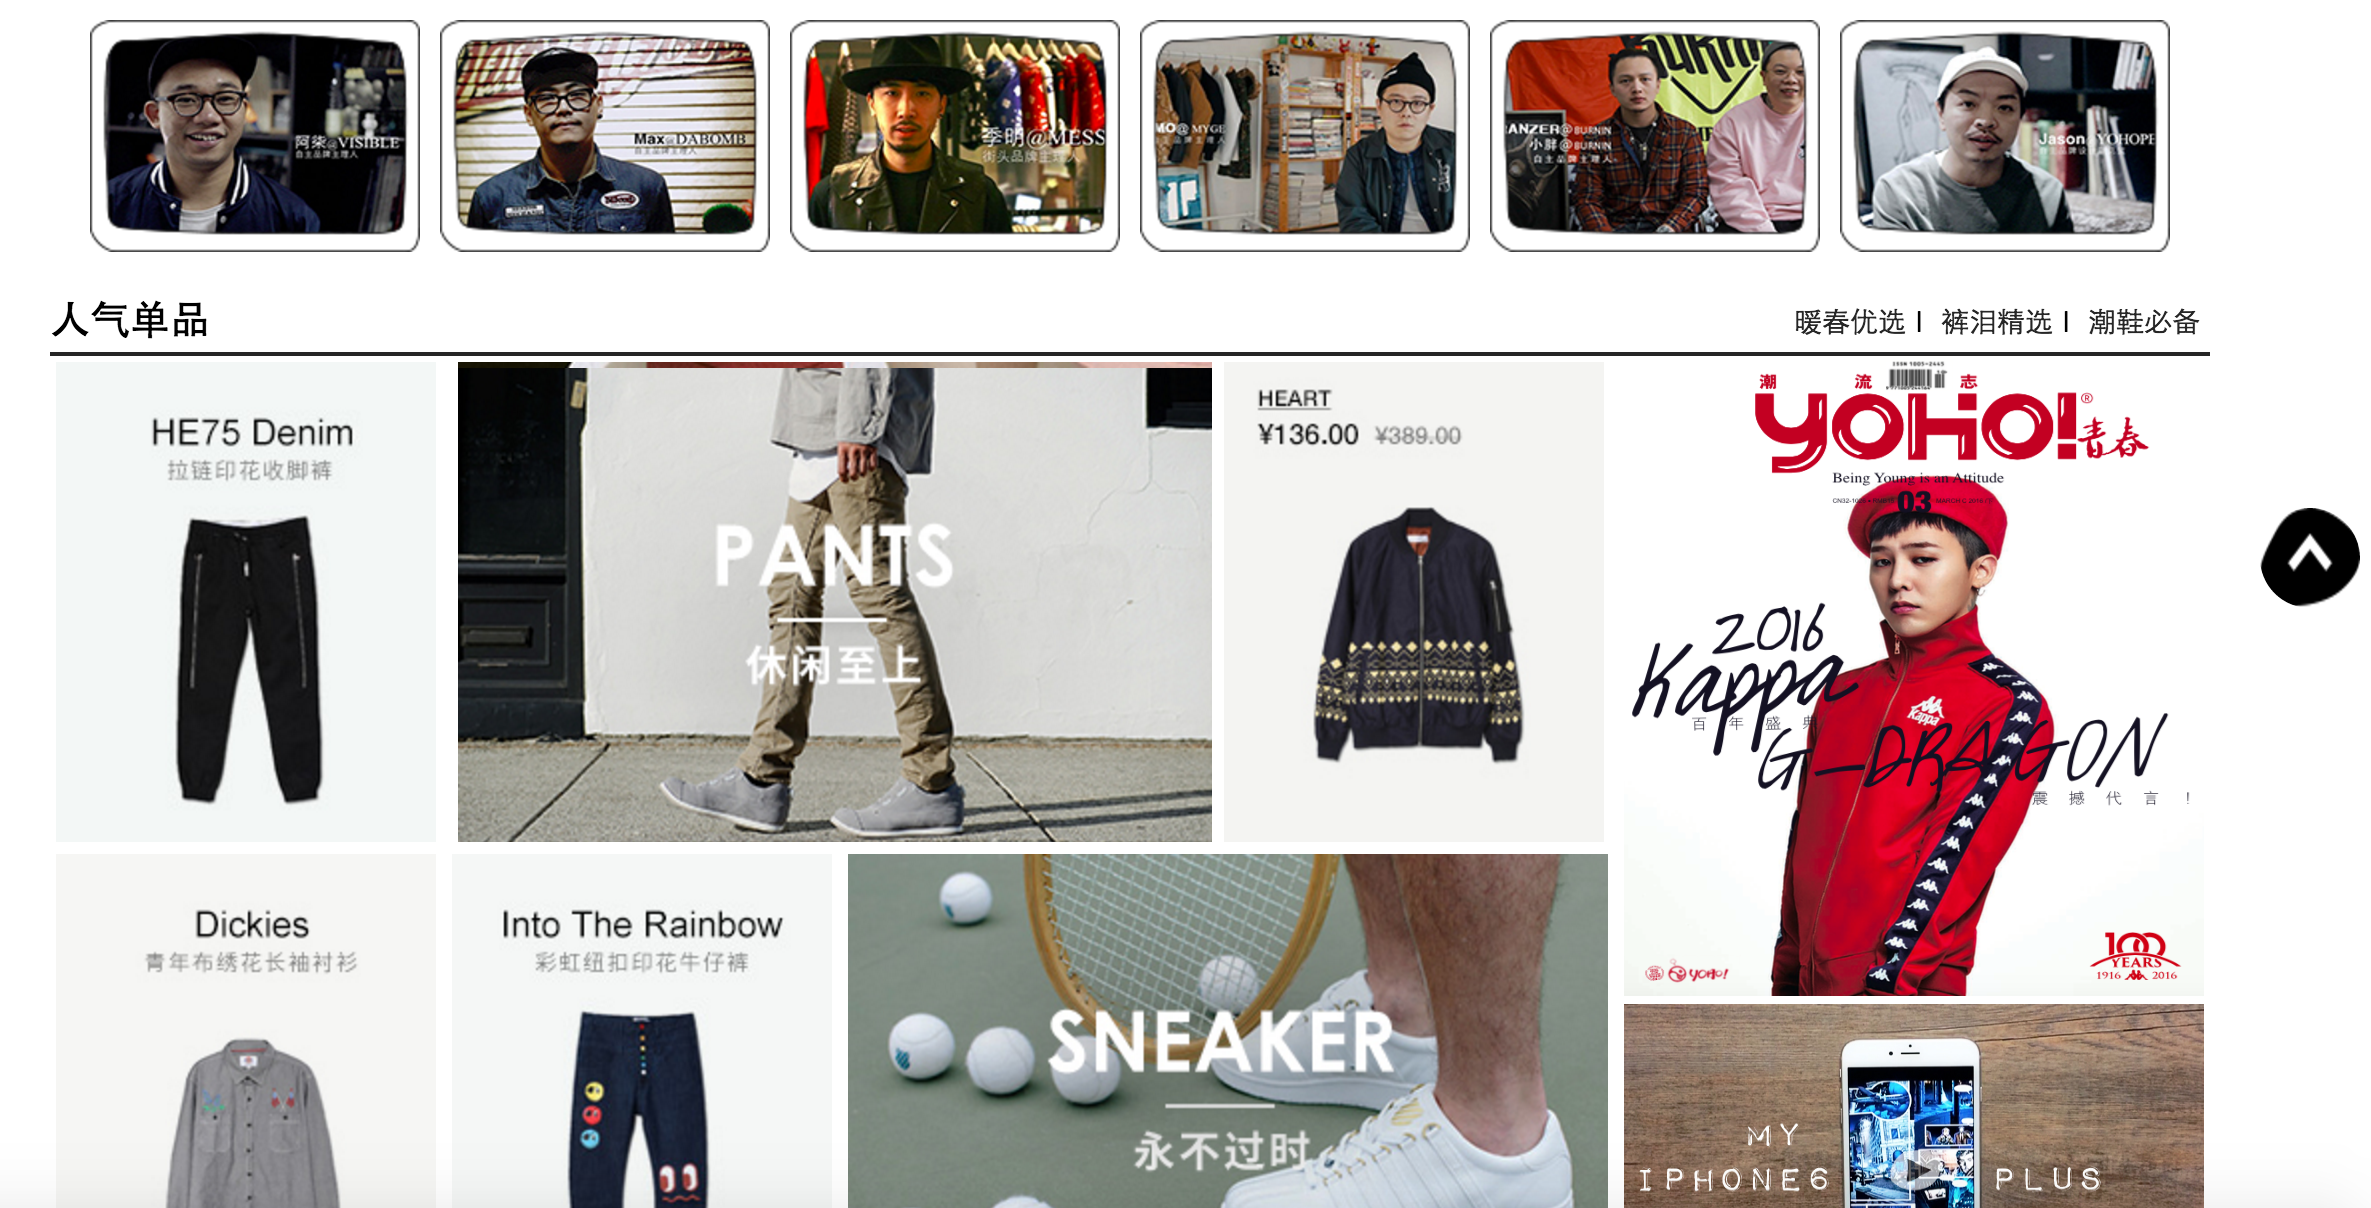 阿柒@VISIBLE
自主品牌主理人
Max@DABOMB
自主品牌主理人
季明@MESS
街头品牌主理人
MO@ MYGE
自主品牌主理人
ANZER@BURNIN
小胖@BURNIN
自主品牌主理人
Jason@YOHOPE
人气单品
暖春优选 | 裤泪精选 | 潮鞋必备
HE75 Denim
拉链印花收脚裤
PANTS
休闲至上
HEART
¥136.00 ¥389.00
ISSN 1005-2445
潮流志
YOHO!®青春
Being Young is an Attitude
03
2016
Kappa
百年盛典
G-DRAGON
震撼代言!
Kappa
YOHO!
100
YEARS
1916 2016
Dickies
青年布绣花长袖衬衫
Into The Rainbow
彩虹纽扣印花牛仔裤
SNEAKER
永不过时
MY
IPHONE6 PLUS